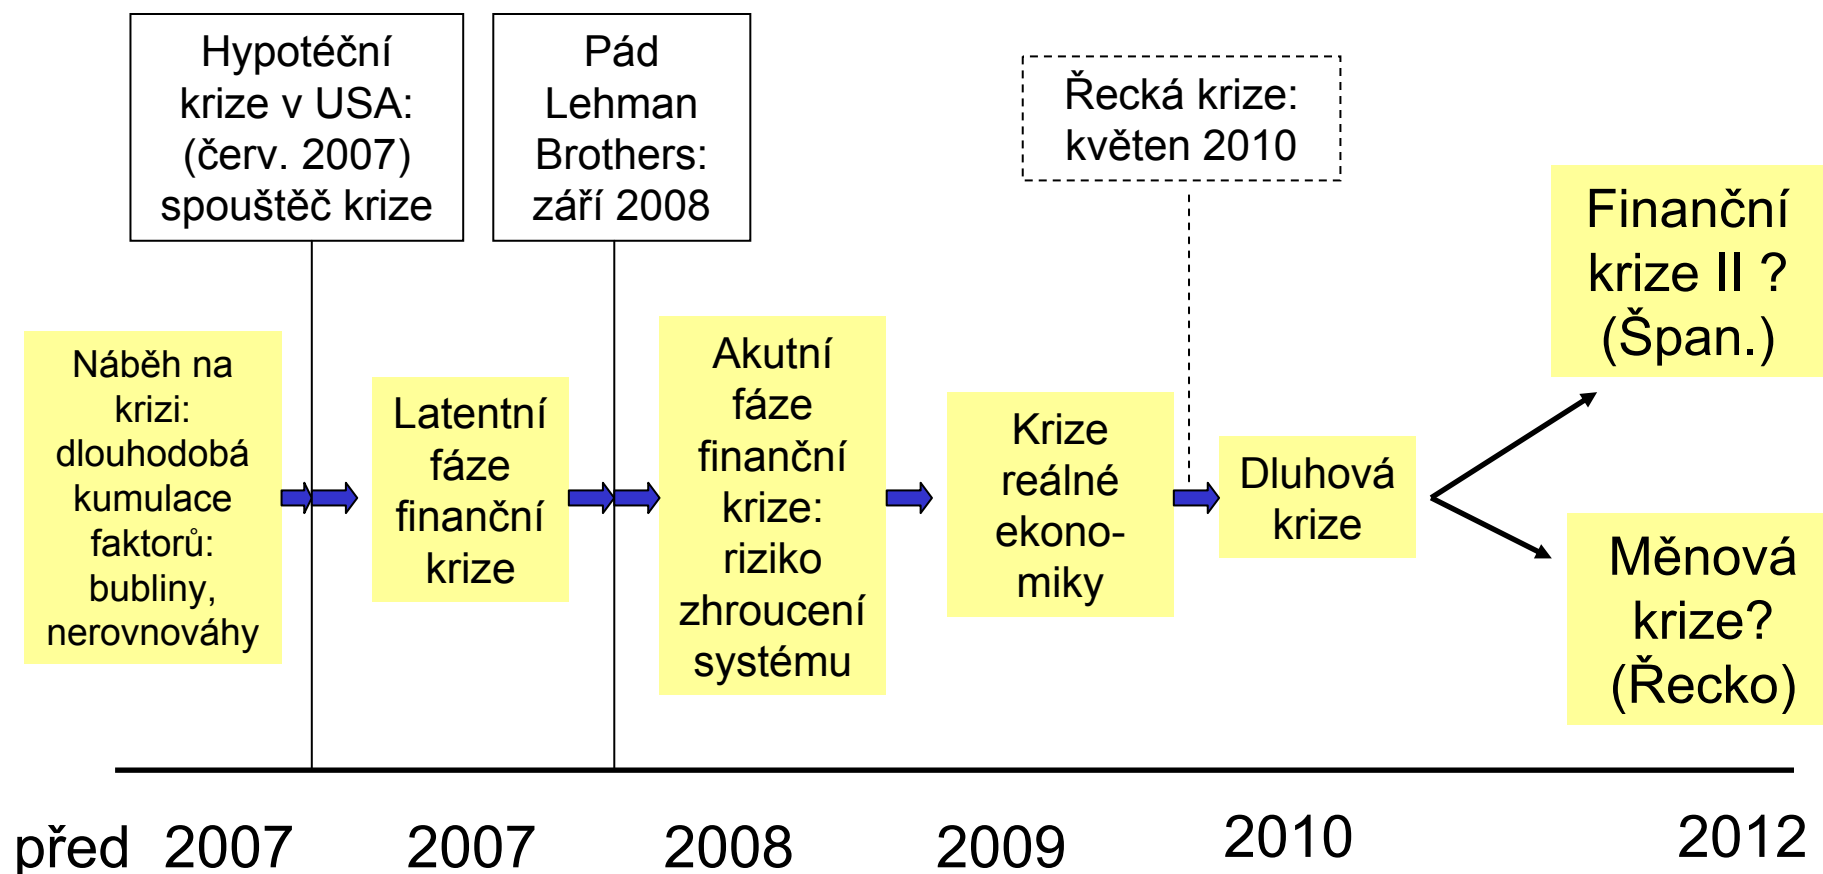 Hypotéční
krize v USA:
(červ. 2007)
spouštěč krize
Pád
Lehman
Brothers:
září 2008
Řecká krize:
květen 2010
Náběh na
krizi:
dlouhodobá
kumulace
faktorů:
bubliny,
nerovnováhy
Latentní
fáze
finanční
krize
Akutní
fáze
finanční
krize:
riziko
zhroucení
systému
Krize
reálné
ekono-
miky
Dluhová
krize
Finanční
krize II ?
(Špan.)
Měnová
krize?
(Řecko)
před 2007 2007 2008 2009 2010 2012